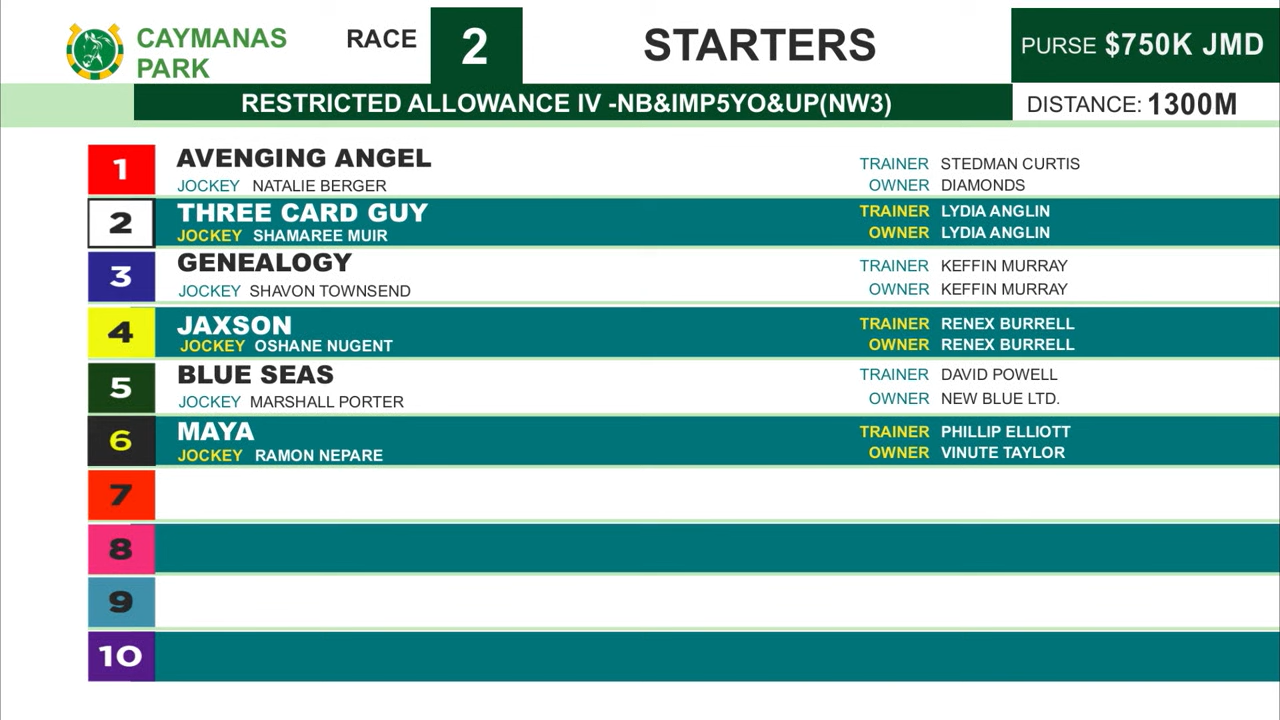 CAYMANAS
PARK
RACE 2 STARTERS PURSE $750K JMD
RESTRICTED ALLOWANCE IV -NB&IMP5YO&UP(NW3) DISTANCE: 1300M
1 AVENGING ANGEL TRAINER STEDMAN CURTIS
JOCKEY NATALIE BERGER OWNER DIAMONDS
2 THREE CARD GUY TRAINER LYDIA ANGLIN
JOCKEY SHAMAREE MUIR OWNER LYDIA ANGLIN
3 GENEALOGY TRAINER KEFFIN MURRAY
JOCKEY SHAVON TOWNSEND OWNER KEFFIN MURRAY
4 JAXSON TRAINER RENEX BURRELL
JOCKEY OSHANE NUGENT OWNER RENEX BURRELL
5 BLUE SEAS TRAINER DAVID POWELL
JOCKEY MARSHALL PORTER OWNER NEW BLUE LTD.
6 MAYA TRAINER PHILLIP ELLIOTT
JOCKEY RAMON NEPARE OWNER VINUTE TAYLOR
7
8
9
10